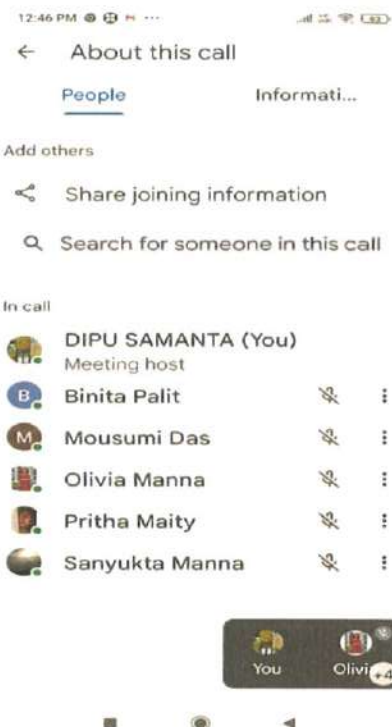 12:46 PM
About this call
People Informati...
Add others
Share joining information
Search for someone in this call
In call
DIPU SAMANTA (You)
Meeting host
B Binita Palit
M Mousumi Das
Olivia Manna
Pritha Maity
Sanyukta Manna
You Olivi +4